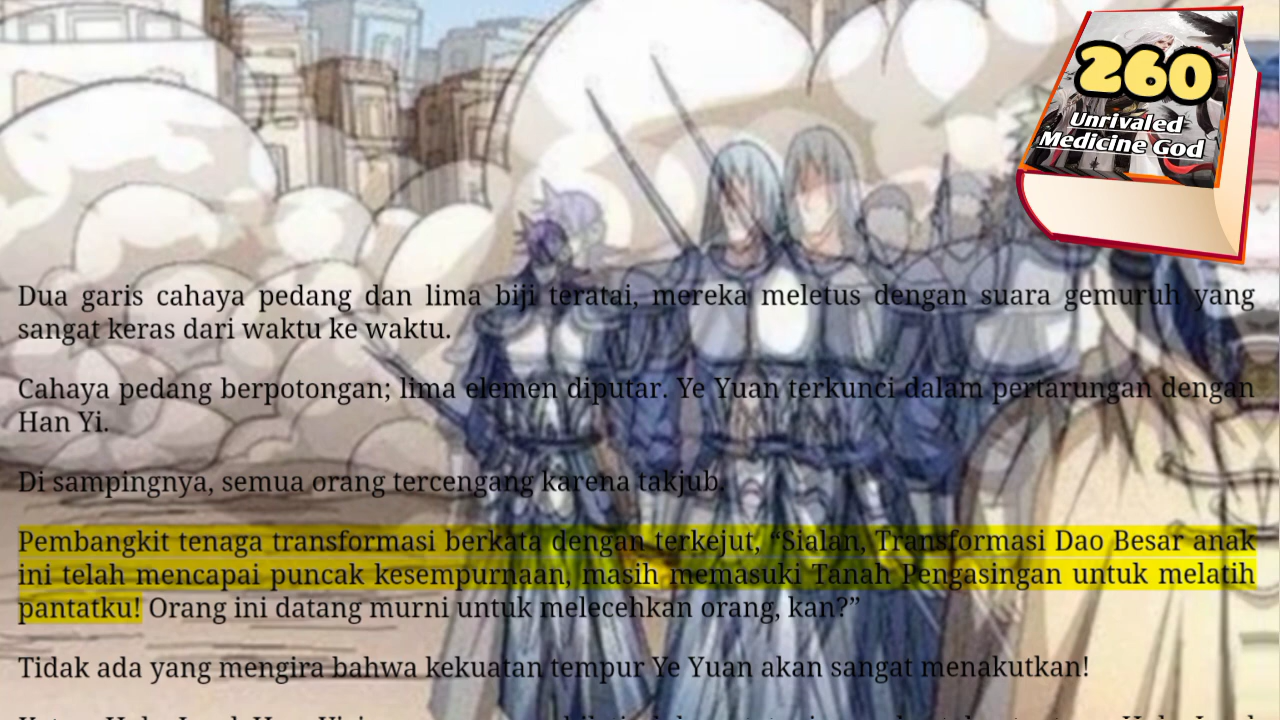 260
Unrivaled
Medicine God
Dua garis cahaya pedang dan lima biji teratai, mereka meletus dengan suara gemuruh yang
sangat keras dari waktu ke waktu.
Cahaya pedang berpotongan; lima elemen diputar. Ye Yuan terkunci dalam pertarungan dengan
Han Yi.
Di sampingnya, semua orang tercengang karena takjub.
Pembangkit tenaga transformasi berkata dengan terkejut, “Sialan, Transformasi Dao Besar anak
ini telah mencapai puncak kesempurnaan, masih memasuki Tanah Pengasingan untuk melatih
pantatku! Orang ini datang murni untuk melecehkan orang, kan?”
Tidak ada yang mengira bahwa kekuatan tempur Ye Yuan akan sangat menakutkan!